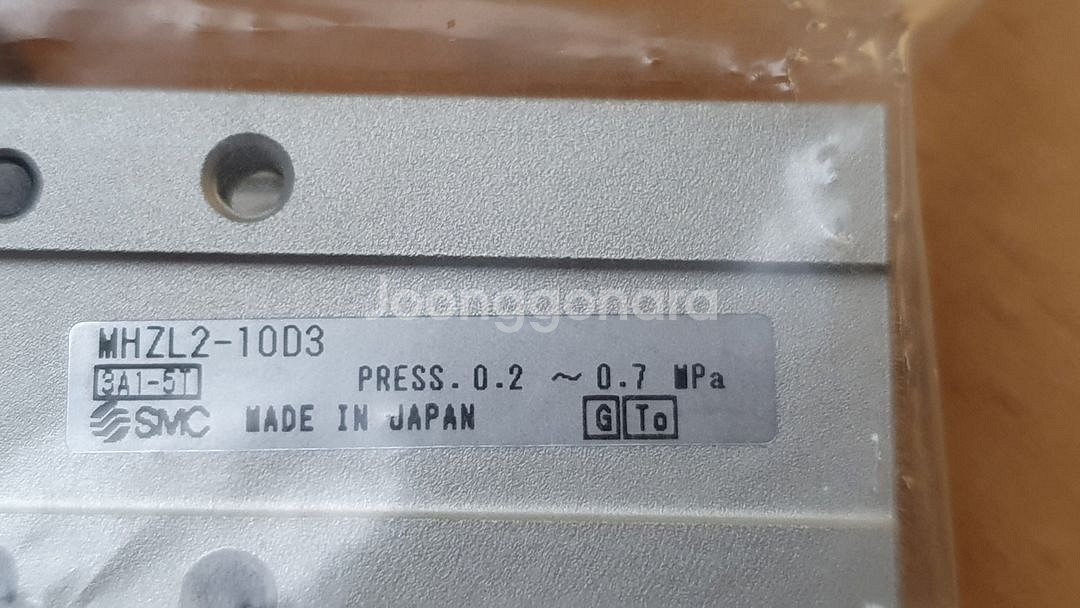 Joonggonara
MHZL2-10D3
3A1-5T PRESS. 0.2 ~ 0.7 MPa
SMC MADE IN JAPAN G To